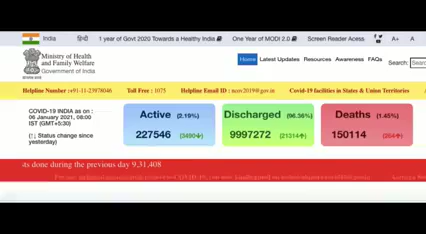 India हिन्दी 1 year of Govt 2020 Towards a Healthy India One Year of MODI 2.0 Screen Reader Acess A+ A
Ministry of Health
and Family Welfare
Government of India
Home Latest Updates Resources Awareness FAQs Search:
Helpline Number :+91-11-23978046 Toll Free : 1075 Helpline Email ID : ncov2019@gov.in Covid-19 facilities in States & Union Territories
COVID-19 INDIA as on :
06 January 2021, 08:00
IST (GMT+5:30)
Status change since
yesterday)
Active (2.19%)
227546 (3490
Discharged (96.36%)
9997272 (21314
Deaths (1.45%)
150114 (264
ts done during the previous day 9,31,408